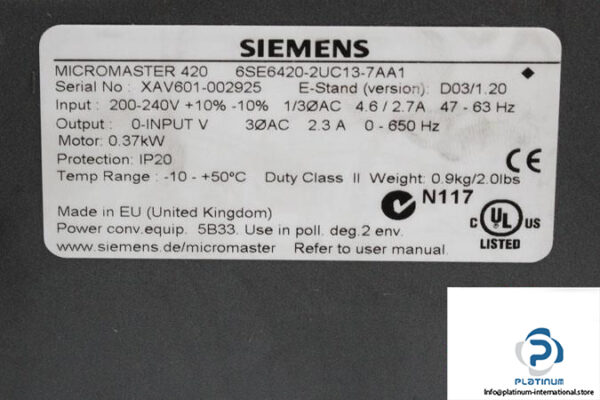 SIEMENS
MICROMASTER 420 6SE6420-2UC13-7AA1
Serial No : XAV601-002925 E-Stand (version): D03/1.20
Input : 200-240V +10% -10% 1/3ØAC 4.6 / 2.7A 47 - 63 Hz
Output : 0-INPUT V 3ØAC 2.3 A 0 - 650 Hz
Motor: 0.37kW
Protection: IP20
Temp Range : -10 - +50°C Duty Class II Weight: 0.9kg/2.0lbs
CE
N117
Made in EU (United Kingdom)
Power conv.equip. 5B33. Use in poll. deg.2 env.
www.siemens.de/micromaster Refer to user manual
C UL US
LISTED
PLATINUM
Info@platinum-international.store